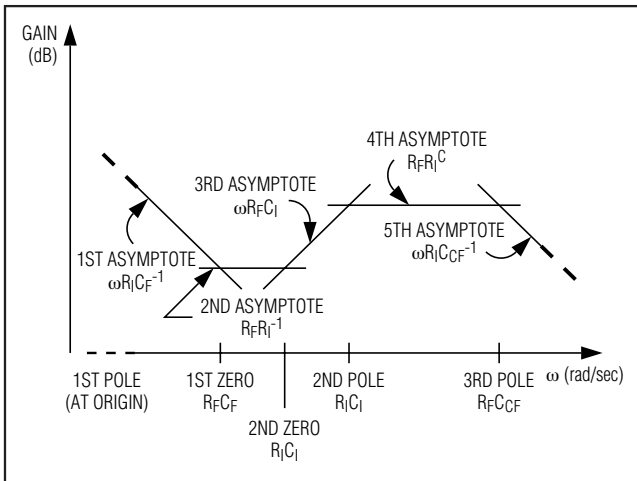 GAIN
(dB)
4TH ASYMPTOTE
RFRI^C
3RD ASYMPTOTE
ωRFCI
1ST ASYMPTOTE
ωRICF^-1
5TH ASYMPTOTE
ωRICCF^-1
2ND ASYMPTOTE
RFRI^-1
1ST POLE
(AT ORIGIN)
1ST ZERO
RFCF
2ND POLE
RICI
3RD POLE
RFCCF
ω (rad/sec)
2ND ZERO
RICI